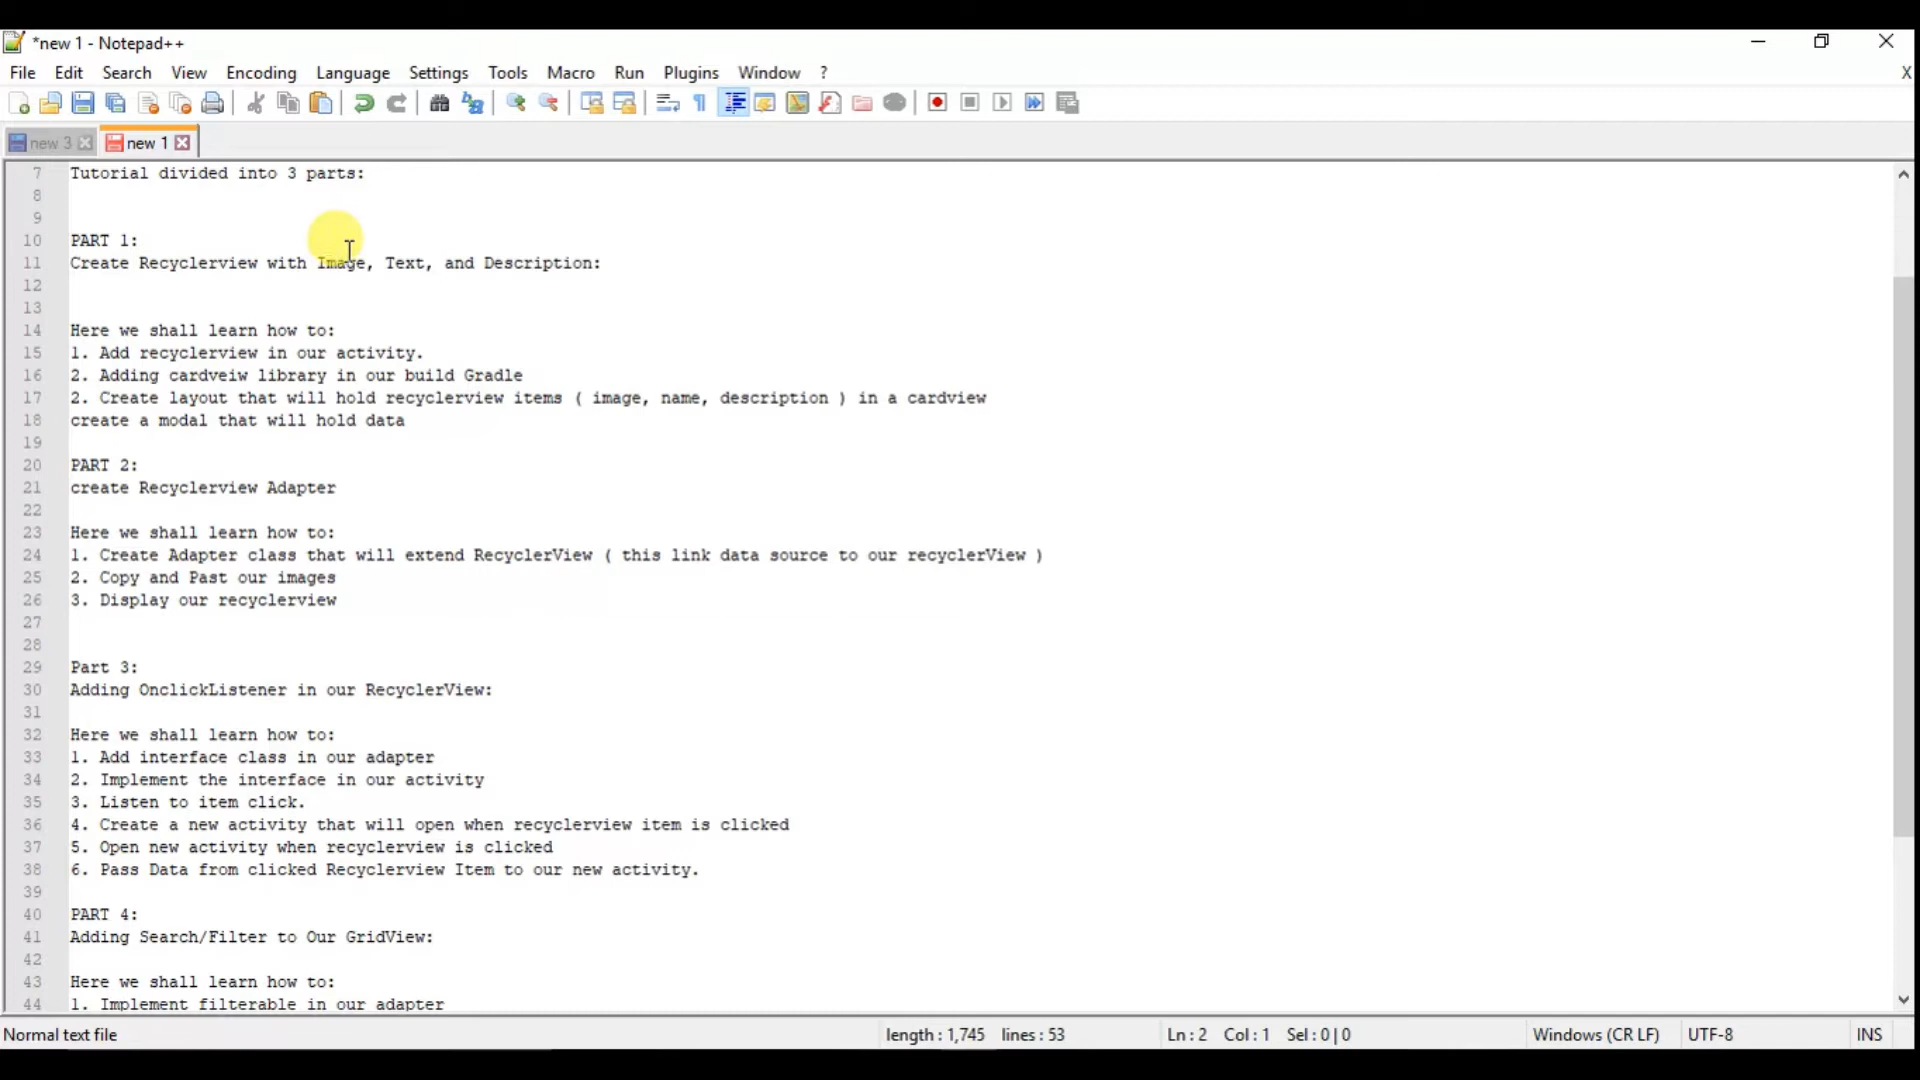 *new 1 - Notepad++
File Edit Search View Encoding Language Settings Tools Macro Run Plugins Window ? X
new 3 new 1
7 Tutorial divided into 3 parts:
8
9
10 PART 1:
11 Create Recyclerview with Image, Text, and Description:
12
13
14 Here we shall learn how to:
15 1. Add recyclerview in our activity.
16 2. Adding cardveiw library in our build Gradle
17 2. Create layout that will hold recyclerview items ( image, name, description ) in a cardview
18 create a modal that will hold data
19
20 PART 2:
21 create Recyclerview Adapter
22
23 Here we shall learn how to:
24 1. Create Adapter class that will extend RecyclerView ( this link data source to our recyclerView )
25 2. Copy and Past our images
26 3. Display our recyclerview
27
28
29 Part 3:
30 Adding OnclickListener in our RecyclerView:
31
32 Here we shall learn how to:
33 1. Add interface class in our adapter
34 2. Implement the interface in our activity
35 3. Listen to item click.
36 4. Create a new activity that will open when recyclerview item is clicked
37 5. Open new activity when recyclerview is clicked
38 6. Pass Data from clicked Recyclerview Item to our new activity.
39
40 PART 4:
41 Adding Search/Filter to Our GridView:
42
43 Here we shall learn how to:
44 1. Implement filterable in our adapter
Normal text file length : 1,745 lines : 53 Ln : 2 Col : 1 Sel : 0 | 0 Windows (CR LF) UTF-8 INS